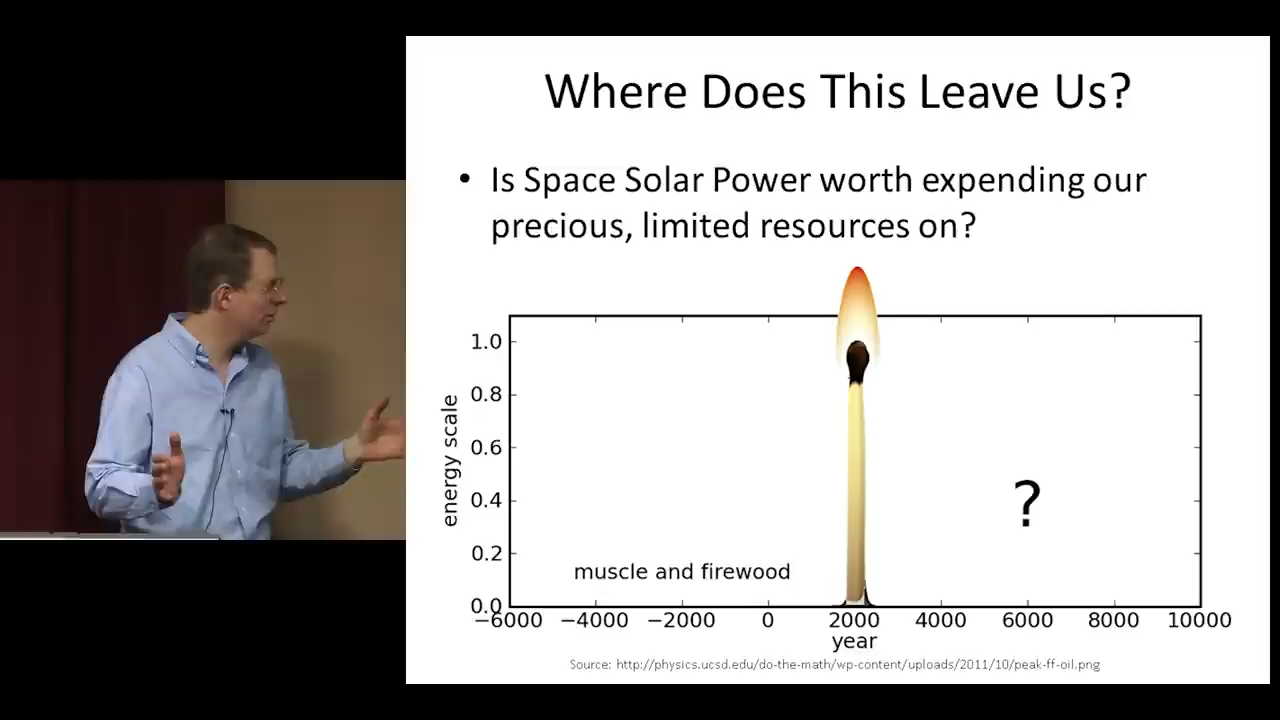 Where Does This Leave Us?
• Is Space Solar Power worth expending our
precious, limited resources on?
1.0
0.8
0.6
0.4
0.2
0.0
energy scale
?
muscle and firewood
−6000 −4000 −2000 0 2000 4000 6000 8000 10000
year
Source: http://physics.ucsd.edu/do-the-math/wp-content/uploads/2011/10/peak-ff-oil.png